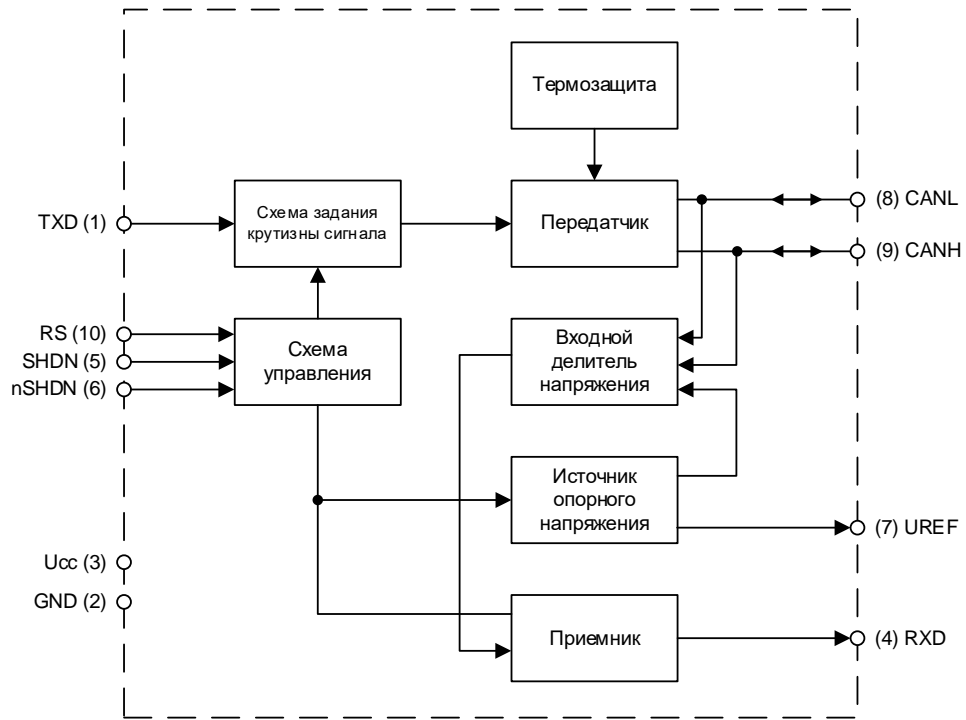 Термозащита
TXD (1)
Схема задания
крутизны сигнала
Передатчик
(8) CANL
(9) CANH
RS (10)
SHDN (5)
nSHDN (6)
Схема
управления
Входной
делитель
напряжения
Источник
опорного
напряжения
(7) UREF
Ucc (3)
GND (2)
Приемник
(4) RXD